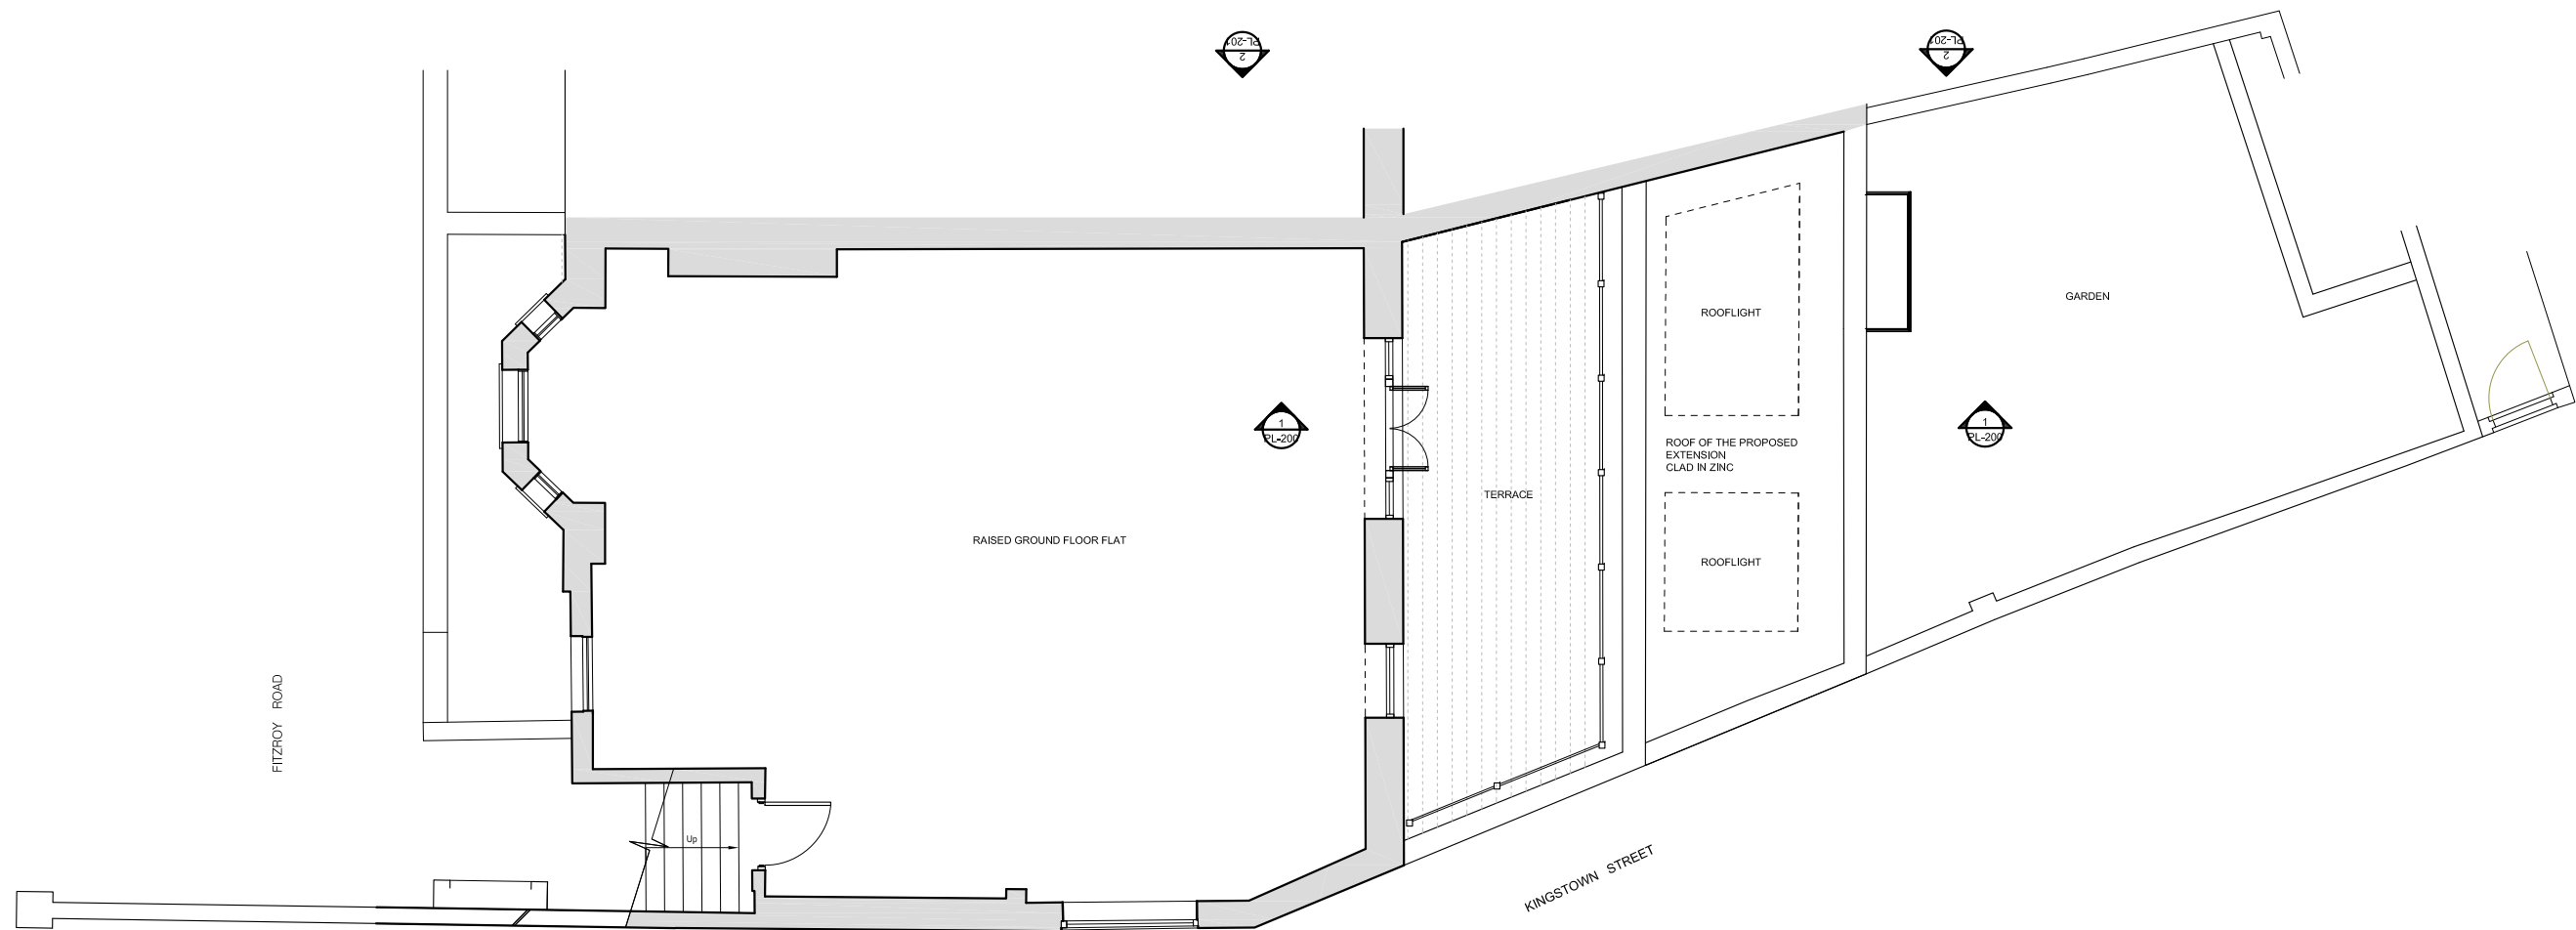 PL-201
2
PL-201
2
GARDEN
ROOFLIGHT
1
PL-200
1
PL-200
ROOF OF THE PROPOSED
EXTENSION
CLAD IN ZINC
TERRACE
RAISED GROUND FLOOR FLAT
ROOFLIGHT
FITZROY ROAD
Up
KINGSTOWN STREET